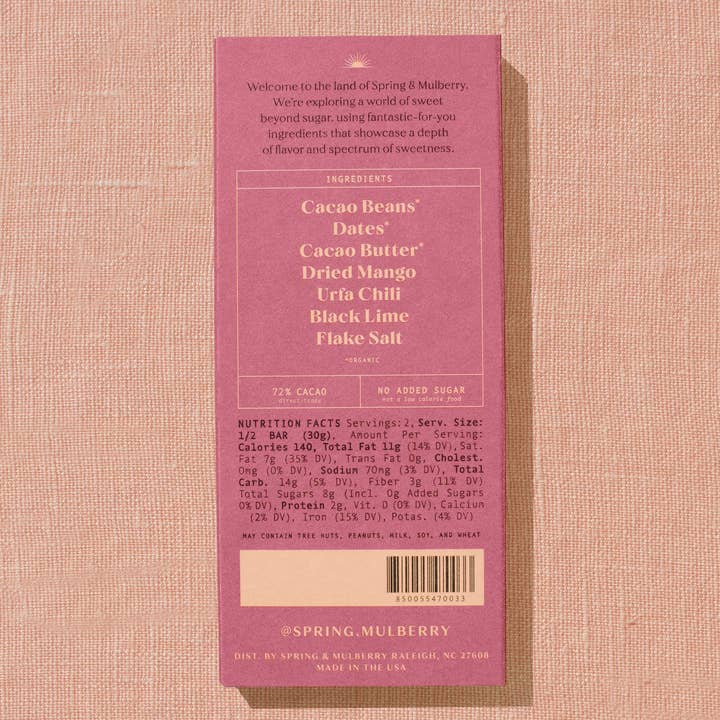 Welcome to the land of Spring & Mulberry.
We're exploring a world of sweet
beyond sugar, using fantastic-for-you
ingredients that showcase a depth
of flavor and spectrum of sweetness.
INGREDIENTS
Cacao Beans*
Dates*
Cacao Butter*
Dried Mango
Urfa Chili
Black Lime
Flake Salt
*ORGANIC
72% CACAO
direct-trade
NO ADDED SUGAR
not a low calorie food
NUTRITION FACTS Servings: 2, Serv. Size:
1/2 BAR (30g), Amount Per Serving:
Calories 140, Total Fat 11g (14% DV), Sat.
Fat 7g (35% DV), Trans Fat 0g, Cholest.
0mg (0% DV), Sodium 70mg (3% DV), Total
Carb. 14g (5% DV), Fiber 3g (11% DV)
Total Sugars 8g (Incl. 0g Added Sugars
0% DV), Protein 2g, Vit. D (0% DV), Calcium
(2% DV), Iron (15% DV), Potas. (4% DV)
MAY CONTAIN TREE NUTS, PEANUTS, MILK, SOY, AND WHEAT
850055470033
@SPRING.MULBERRY
DIST. BY SPRING & MULBERRY RALEIGH, NC 27608
MADE IN THE USA